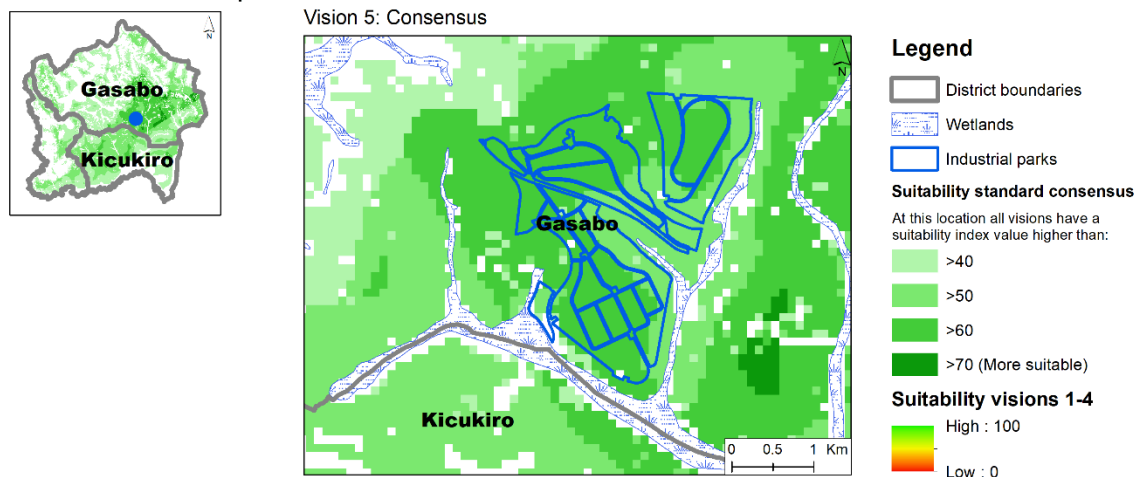 Vision 5: Consensus
N
Gasabo
Kicukiro
N
Gasabo
Kicukiro
0 0.5 1 Km
Legend
District boundaries
Wetlands
Industrial parks
Suitability standard consensus
At this location all visions have a
suitability index value higher than:
>40
>50
>60
>70 (More suitable)
Suitability visions 1-4
High : 100
Low : 0